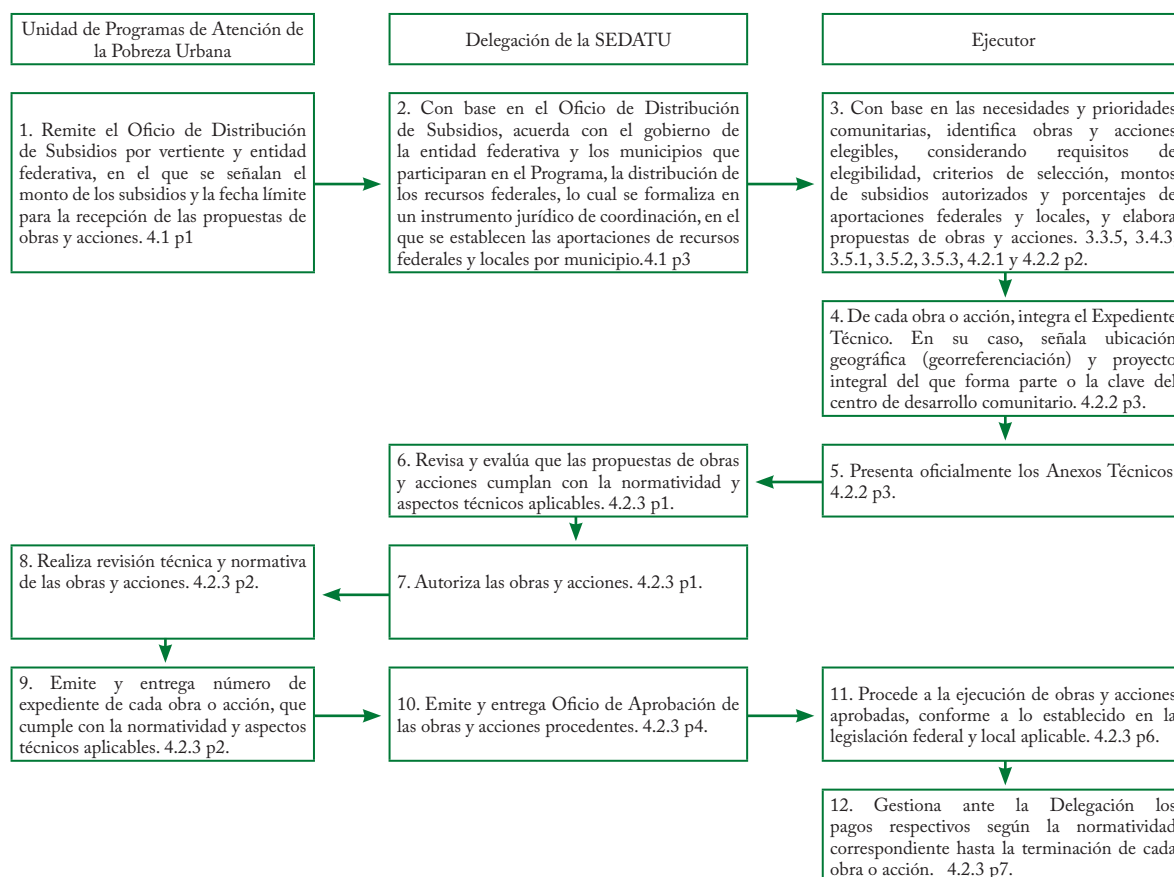 Unidad de Programas de Atención de
la Pobreza Urbana
Delegación de la SEDATU
Ejecutor
1. Remite el Oficio de Distribución
de Subsidios por vertiente y entidad
federativa, en el que se señalan el
monto de los subsidios y la fecha límite
para la recepción de las propuestas de
obras y acciones. 4.1 p1
2. Con base en el Oficio de Distribución
de Subsidios, acuerda con el gobierno de
la entidad federativa y los municipios que
participaran en el Programa, la distribución
de los recursos federales, lo cual se formaliza en
un instrumento jurídico de coordinación, en el
que se establecen las aportaciones de recursos
federales y locales por municipio.4.1 p3
3. Con base en las necesidades y prioridades
comunitarias, identifica obras y acciones
elegibles, considerando requisitos de
elegibilidad, criterios de selección, montos
de subsidios autorizados y porcentajes de
aportaciones federales y locales, y elabora
propuestas de obras y acciones. 3.3.5, 3.4.3
3.5.1, 3.5.2, 3.5.3, 4.2.1 y 4.2.2 p2.
4. De cada obra o acción, integra el Expediente
Técnico. En su caso, señala ubicación
geográfica (georreferenciación) y proyecto
integral del que forma parte o la clave del
centro de desarrollo comunitario. 4.2.2 p3.
5. Presenta oficialmente los Anexos Técnicos.
4.2.2 p3.
6. Revisa y evalúa que las propuestas de obras
y acciones cumplan con la normatividad y
aspectos técnicos aplicables. 4.2.3 p1.
7. Autoriza las obras y acciones. 4.2.3 p1.
8. Realiza revisión técnica y normativa
de las obras y acciones. 4.2.3 p2.
9. Emite y entrega número de
expediente de cada obra o acción, que
cumple con la normatividad y aspectos
técnicos aplicables. 4.2.3 p2.
10. Emite y entrega Oficio de Aprobación de
las obras y acciones procedentes. 4.2.3 p4.
11. Procede a la ejecución de obras y acciones
aprobadas, conforme a lo establecido en la
legislación federal y local aplicable. 4.2.3 p6.
12. Gestiona ante la Delegación los
pagos respectivos según la normatividad
correspondiente hasta la terminación de cada
obra o acción. 4.2.3 p7.